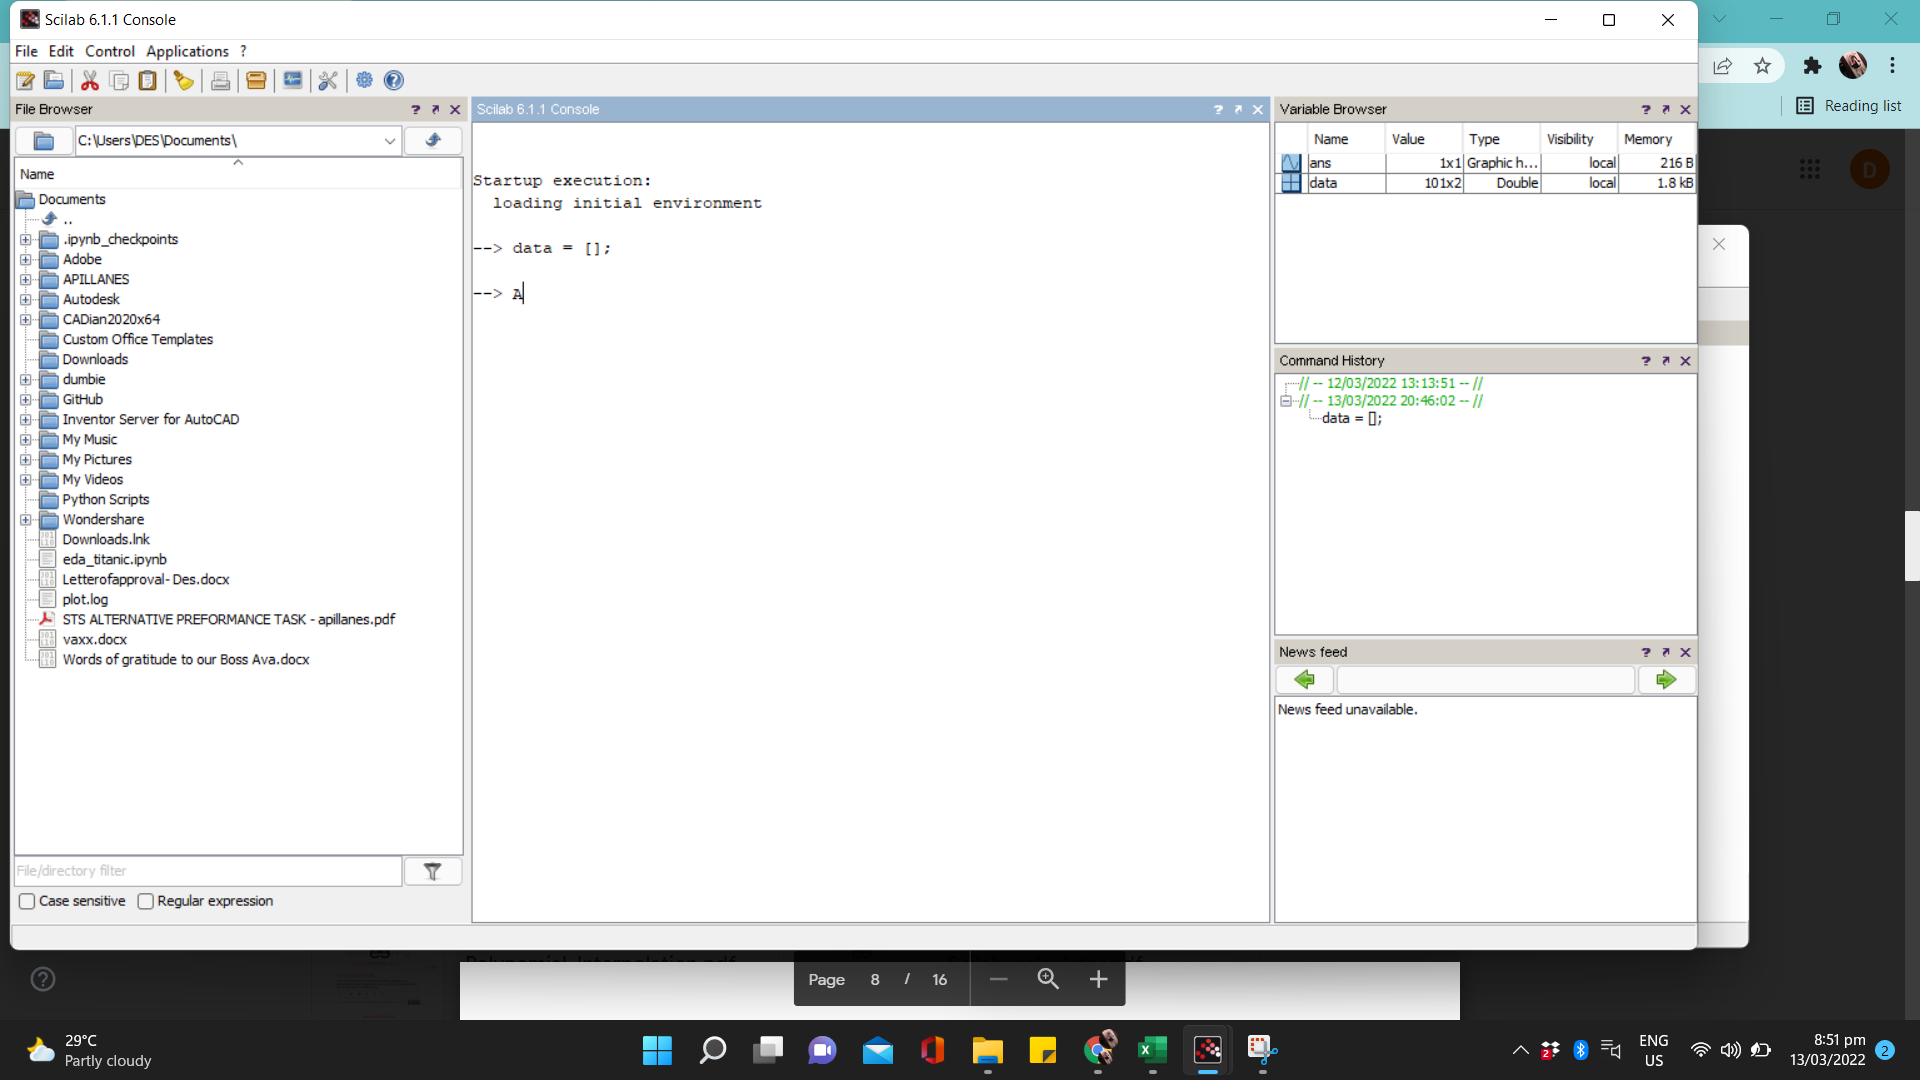 Scilab 6.1.1 Console
File Edit Control Applications ?
File Browser
C:\Users\DES\Documents\
Name
Documents
..
.ipynb_checkpoints
Adobe
APILLANES
Autodesk
CADian2020x64
Custom Office Templates
Downloads
dumbie
GitHub
Inventor Server for AutoCAD
My Music
My Pictures
My Videos
Python Scripts
Wondershare
Downloads.lnk
eda_titanic.ipynb
Letterofapproval- Des.docx
plot.log
STS ALTERNATIVE PREFORMANCE TASK - apillanes.pdf
vaxx.docx
Words of gratitude to our Boss Ava.docx
File/directory filter
Case sensitive Regular expression
Scilab 6.1.1 Console
Startup execution:
loading initial environment
--> data = [];
--> A
Variable Browser
Name Value Type Visibility Memory
ans 1x1 Graphic h... local 216 B
data 101x2 Double local 1.8 kB
Command History
// -- 12/03/2022 13:13:51 -- //
// -- 13/03/2022 20:46:02 -- //
data = [];
News feed
News feed unavailable.
Reading list
D
Page 8 / 16
29°C
Partly cloudy
ENG
US
8:51 pm
13/03/2022
2